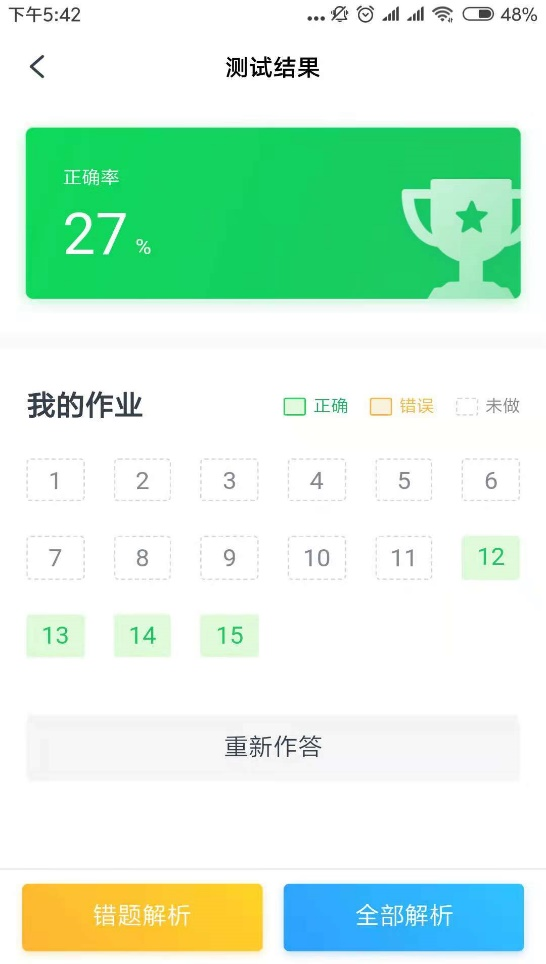 下午5:42 48%
测试结果
正确率
27 %
我的作业 正确 错误 未做
1 2 3 4 5 6
7 8 9 10 11 12
13 14 15
重新作答
错题解析 全部解析